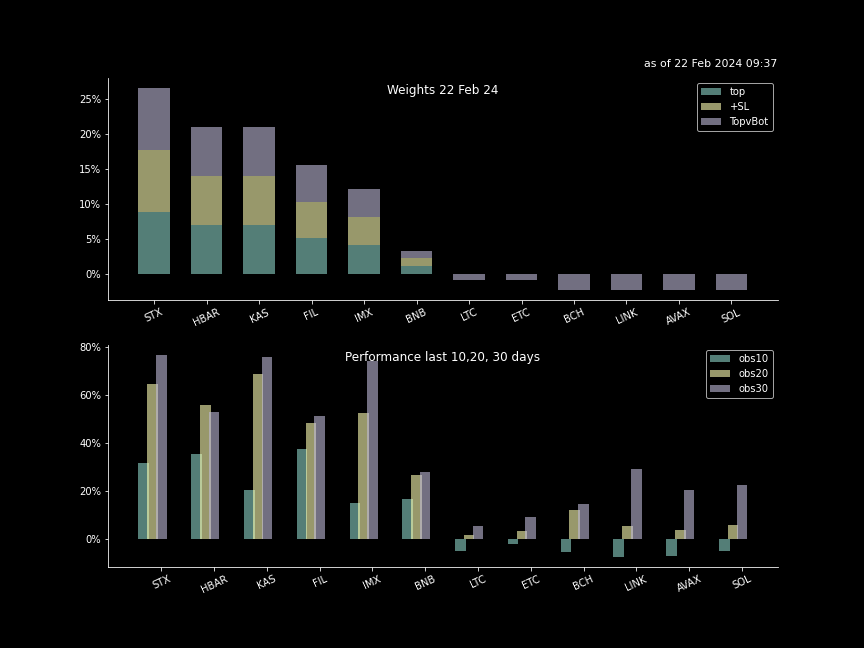 as of 22 Feb 2024 09:37
Weights 22 Feb 24
top
+SL
TopvBot
25%
20%
15%
10%
5%
0%
STX HBAR KAS FIL IMX BNB LTC ETC BCH LINK AVAX SOL
Performance last 10,20, 30 days
obs10
obs20
obs30
80%
60%
40%
20%
0%
STX HBAR KAS FIL IMX BNB LTC ETC BCH LINK AVAX SOL